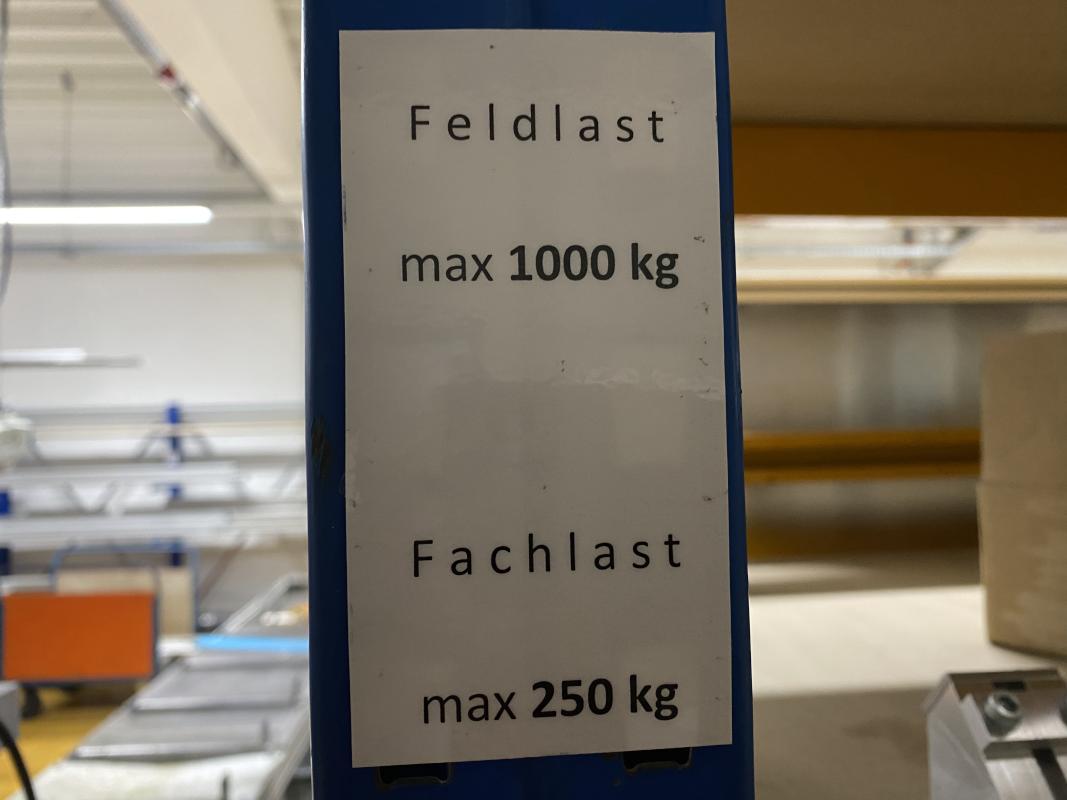 Feldlast
max 1000 kg
Fachlast
max 250 kg